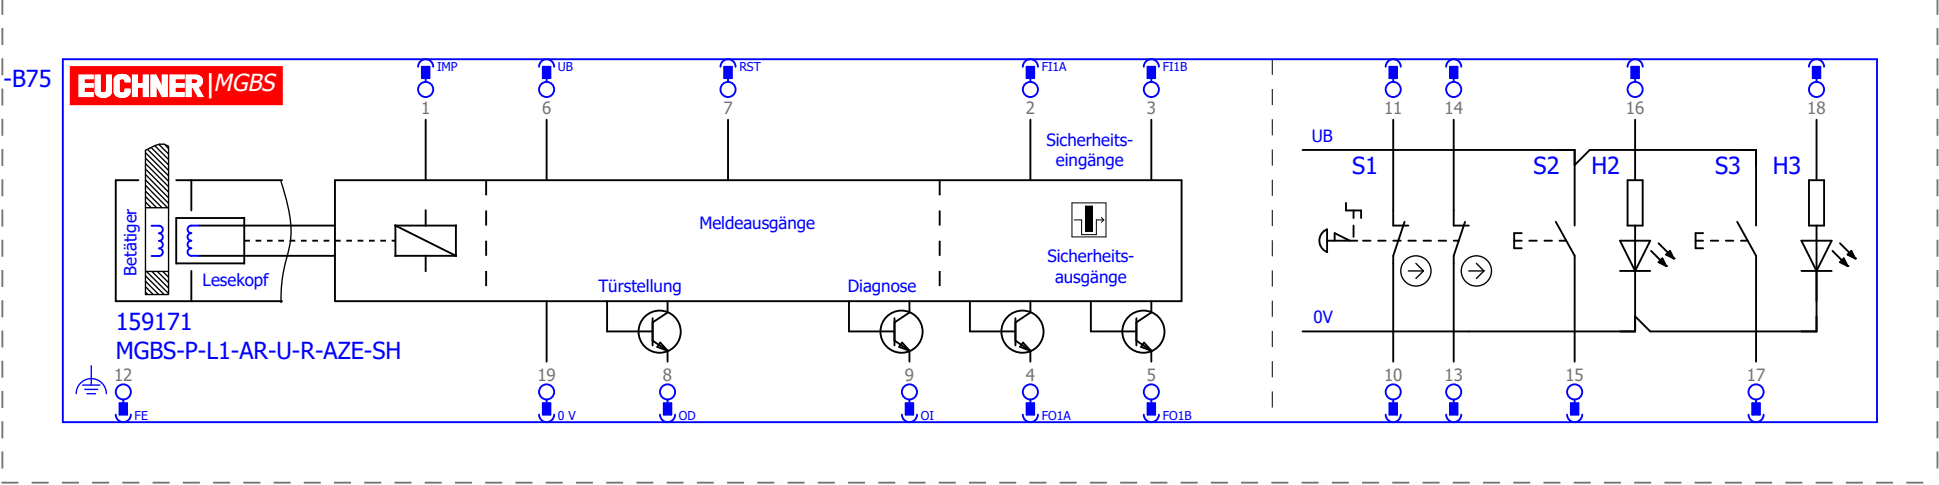 -B75
EUCHNER|MGBS
IMP
UB
RST
FI1A
FI1B
1
6
7
2
3
11
14
16
18
Sicherheits-
eingänge
UB
S1
S2
H2
S3
H3
Betätiger
Lesekopf
Meldeausgänge
Sicherheits-
ausgänge
Türstellung
Diagnose
0V
159171
MGBS-P-L1-AR-U-R-AZE-SH
12
19
8
9
4
5
10
13
15
17
FE
0 V
OD
OI
FO1A
FO1B